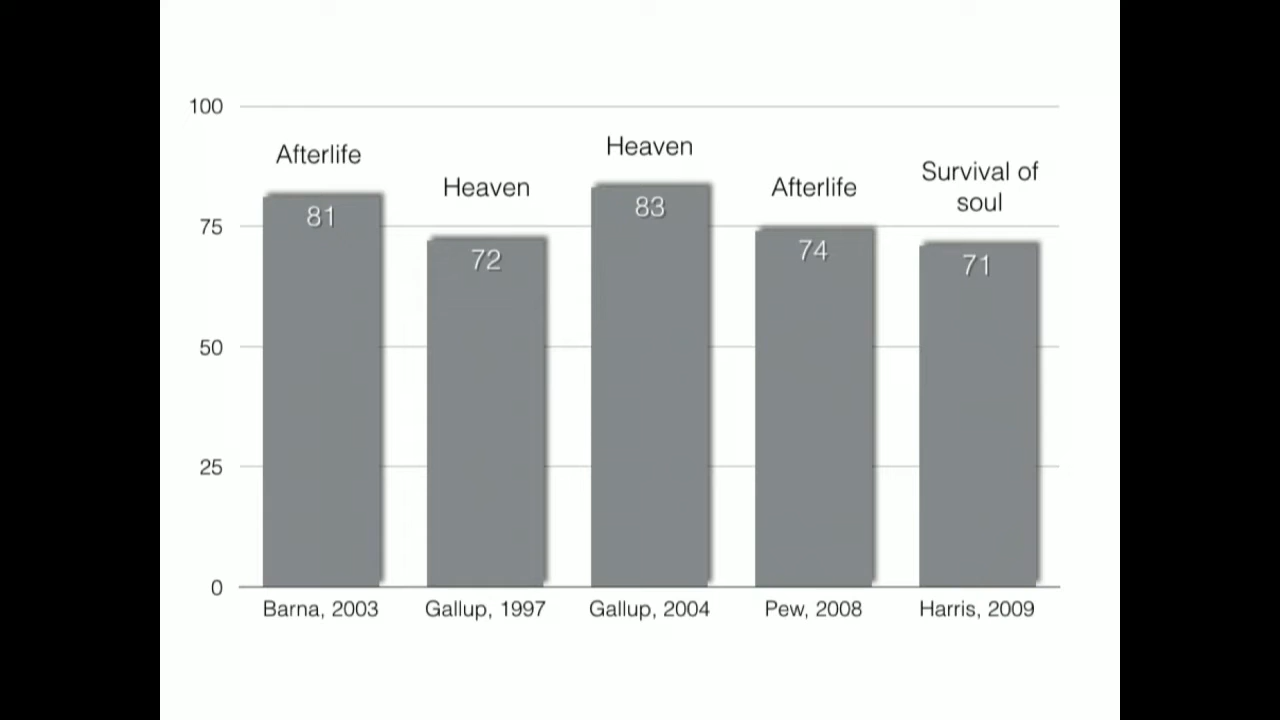 100
Afterlife
Heaven
Heaven
Afterlife
Survival of
soul
81
72
83
74
71
75
50
25
0
Barna, 2003
Gallup, 1997
Gallup, 2004
Pew, 2008
Harris, 2009